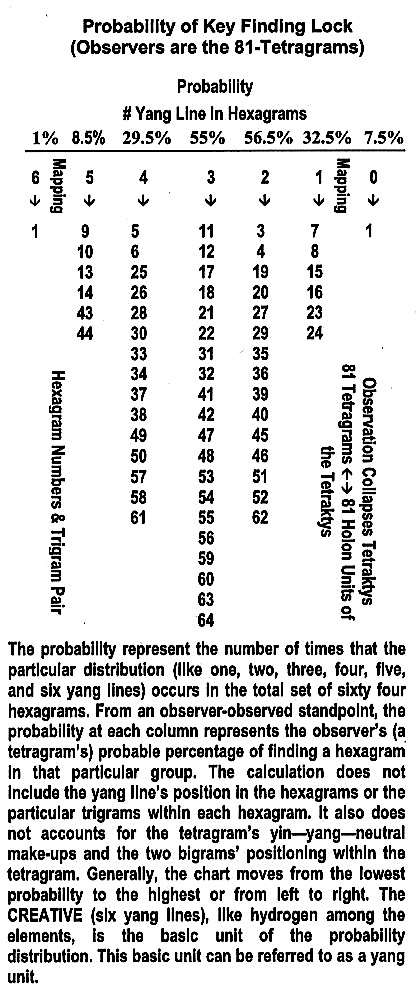 Probability of Key Finding Lock
(Observers are the 81-Tetragrams)
Probability
# Yang Line In Hexagrams
1% 8.5% 29.5% 55% 56.5% 32.5% 7.5%
6 Mapping 5 4 3 2 1 Mapping 0
↓ ↓ ↓ ↓ ↓ ↓ ↓
1 9 5 11 3 7 1
10 6 12 4 8
13 25 17 19 15
14 26 18 20 16
43 28 21 27 23
44 30 22 29 24
33 31 35
34 32 36
37 41 39
38 42 40
49 47 45
50 48 46
57 53 51
58 54 52
61 55 62
56
59
60
63
64
Hexagram Numbers & Trigram Pair
Observation Collapses Tetraktys
81 Tetragrams ←→ 81 Holon Units of
the Tetraktys
The probability represent the number of times that the
particular distribution (like one, two, three, four, five,
and six yang lines) occurs in the total set of sixty four
hexagrams. From an observer-observed standpoint, the
probability at each column represents the observer's (a
tetragram's) probable percentage of finding a hexagram
in that particular group. The calculation does not
include the yang line's position in the hexagrams or the
particular trigrams within each hexagram. It also does
not accounts for the tetragram's yin—yang—neutral
make-ups and the two bigrams' positioning within the
tetragram. Generally, the chart moves from the lowest
probability to the highest or from left to right. The
CREATIVE (six yang lines), like hydrogen among the
elements, is the basic unit of the probability
distribution. This basic unit can be referred to as a yang
unit.